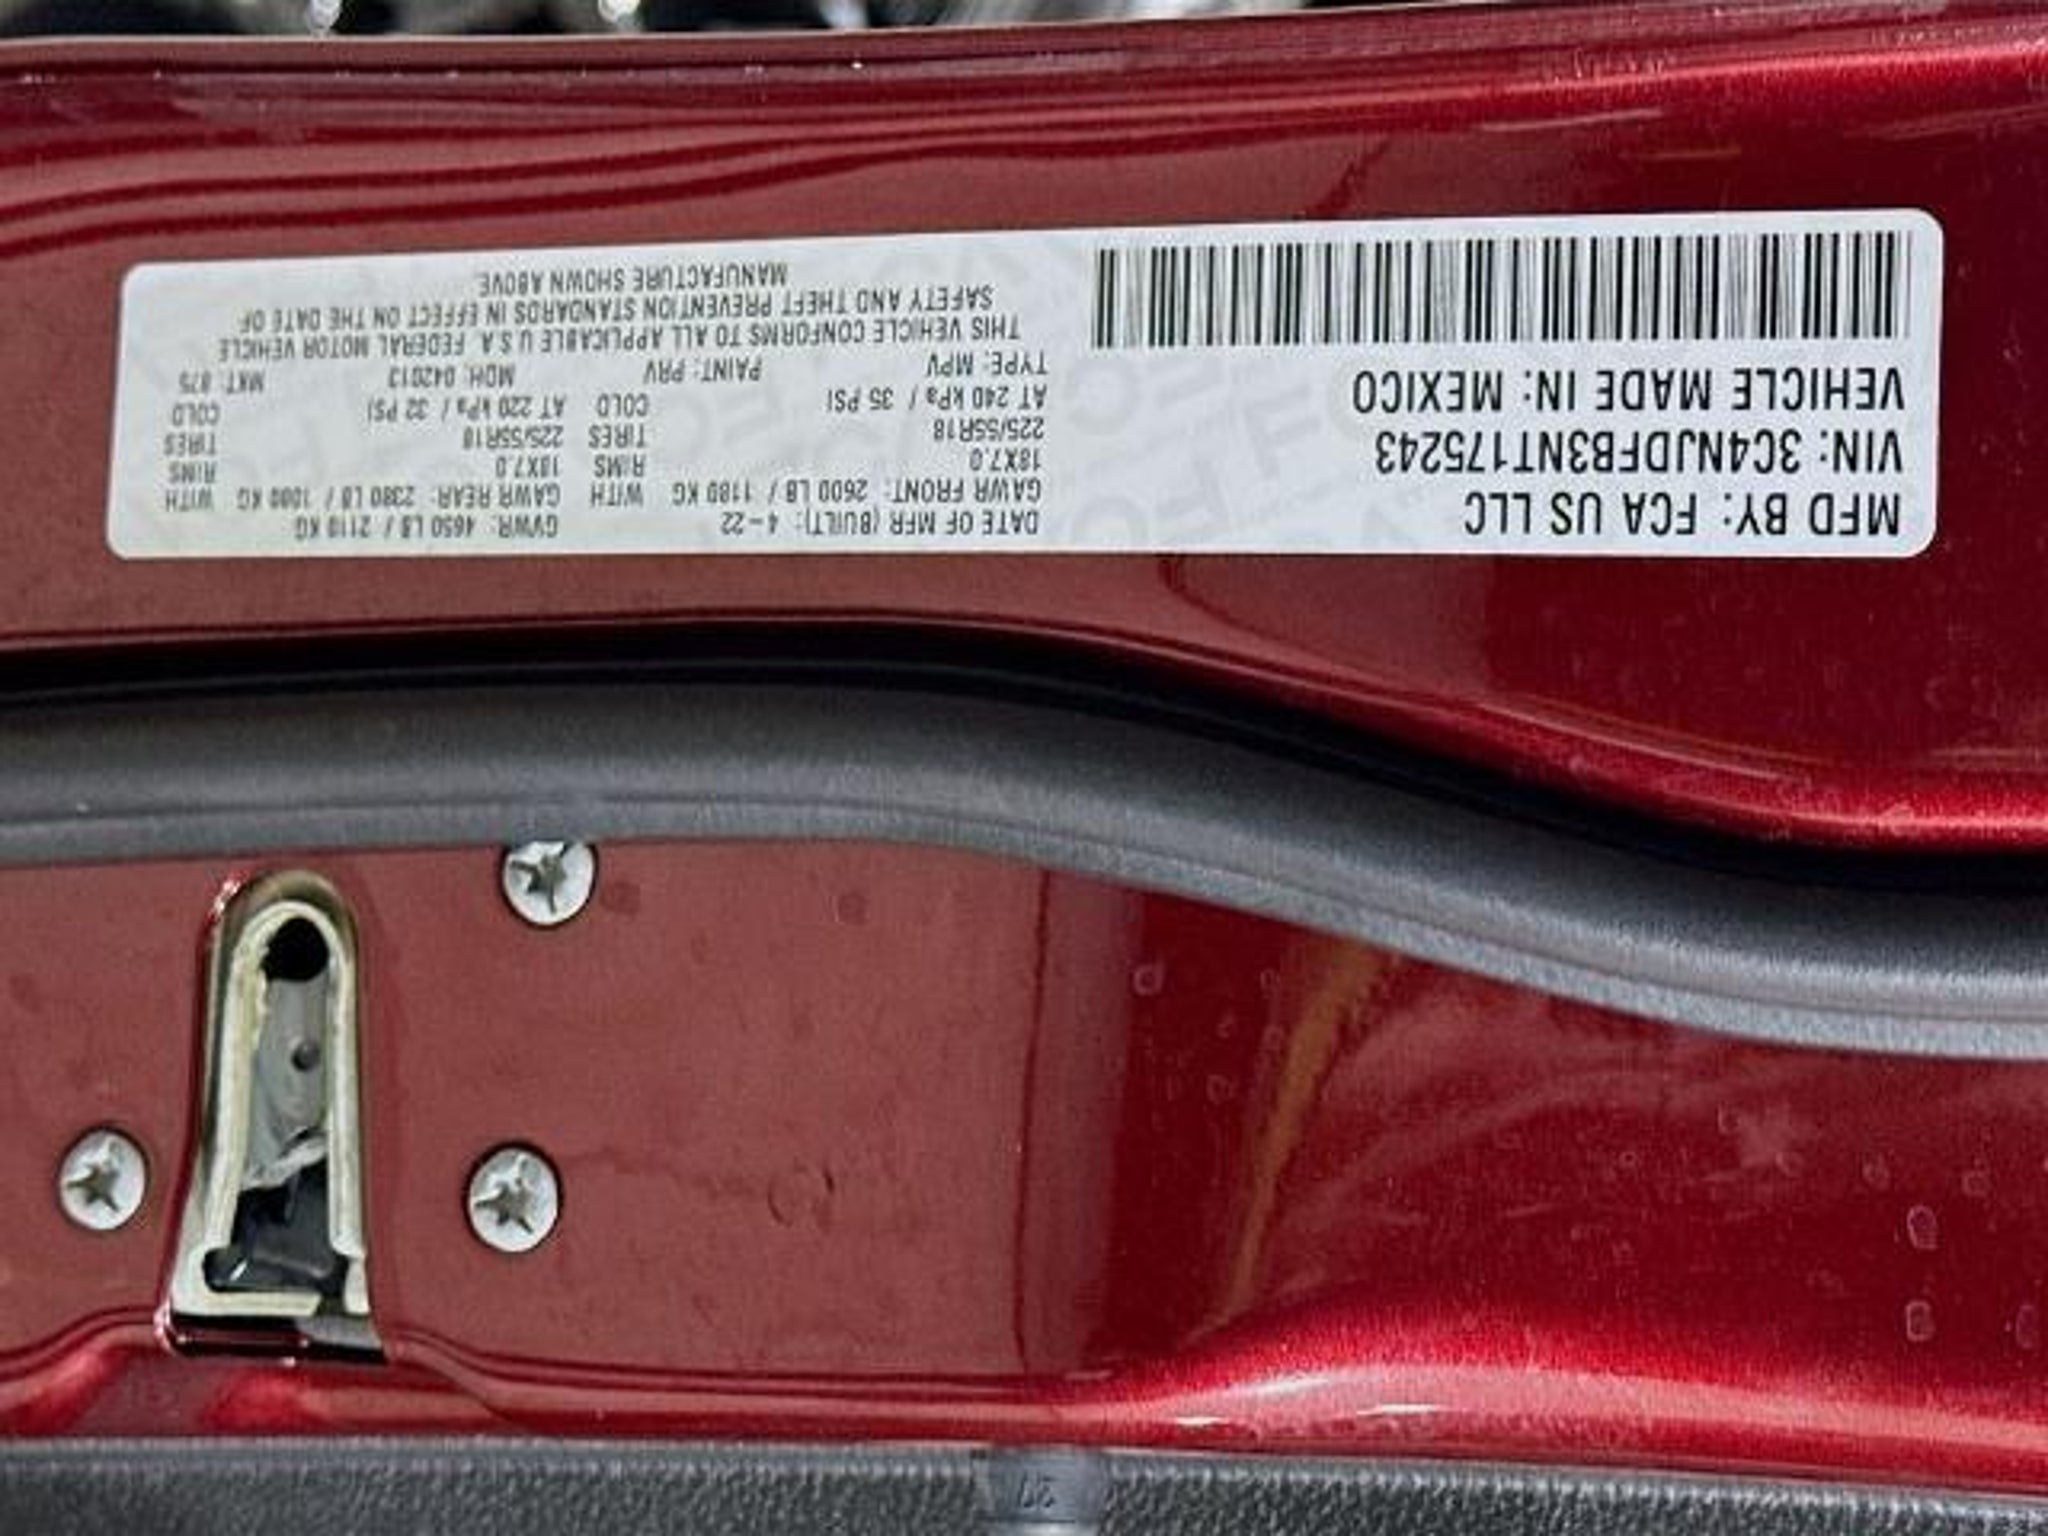 MFD BY: FCA US LLC
VIN: 3C4NJDFB3NT175243
VEHICLE MADE IN: MEXICO
DATE OF MFR (BUILT): 4-22 GVWR: 4650 LB / 2110 KG
GAWR FRONT: 2600 LB / 1180 KG WITH GAWR REAR: 2380 LB / 1080 KG WITH
18X7.0 RIMS 18X7.0 RIMS
225/55R18 TIRES 225/55R18 TIRES
AT 240 kPa / 35 PSI COLD AT 220 kPa / 32 PSI COLD
TYPE: MPV PAINT: PRV MDH: 042013 MKT: 875
THIS VEHICLE CONFORMS TO ALL APPLICABLE U.S.A. FEDERAL MOTOR VEHICLE
SAFETY AND THEFT PREVENTION STANDARDS IN EFFECT ON THE DATE OF
MANUFACTURE SHOWN ABOVE.